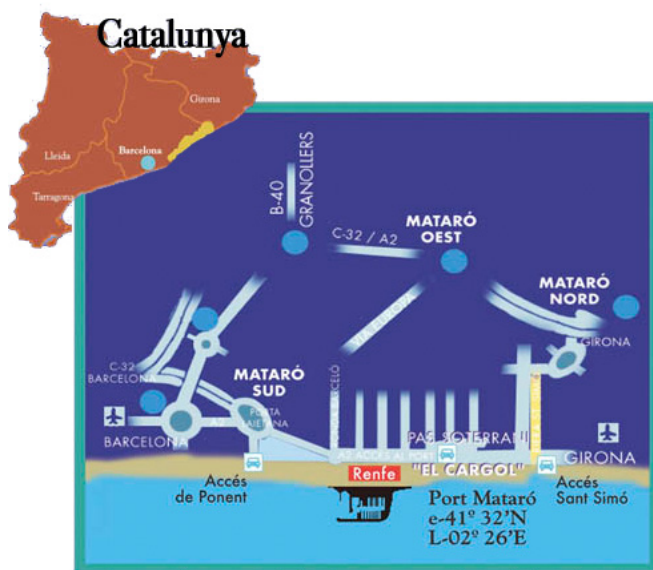 Catalunya
Girona
Lleida
Barcelona
Tarragona
B-40
GRANOLLERS
C-32 / A2
MATARÓ
OEST
MATARÓ
NORD
GIRONA
VIA EUROPA
C-32
BARCELONA
MATARÓ
SUD
PORTA
LAIETANA
BARCELONA
A2 ACCÉS AL PORT
PAS SOTERRANI
"EL CARGOL"
GIRONA
Accés
de Ponent
Renfe
Accés
Sant Simó
Port Mataró
e-41º 32'N
L-02º 26'E